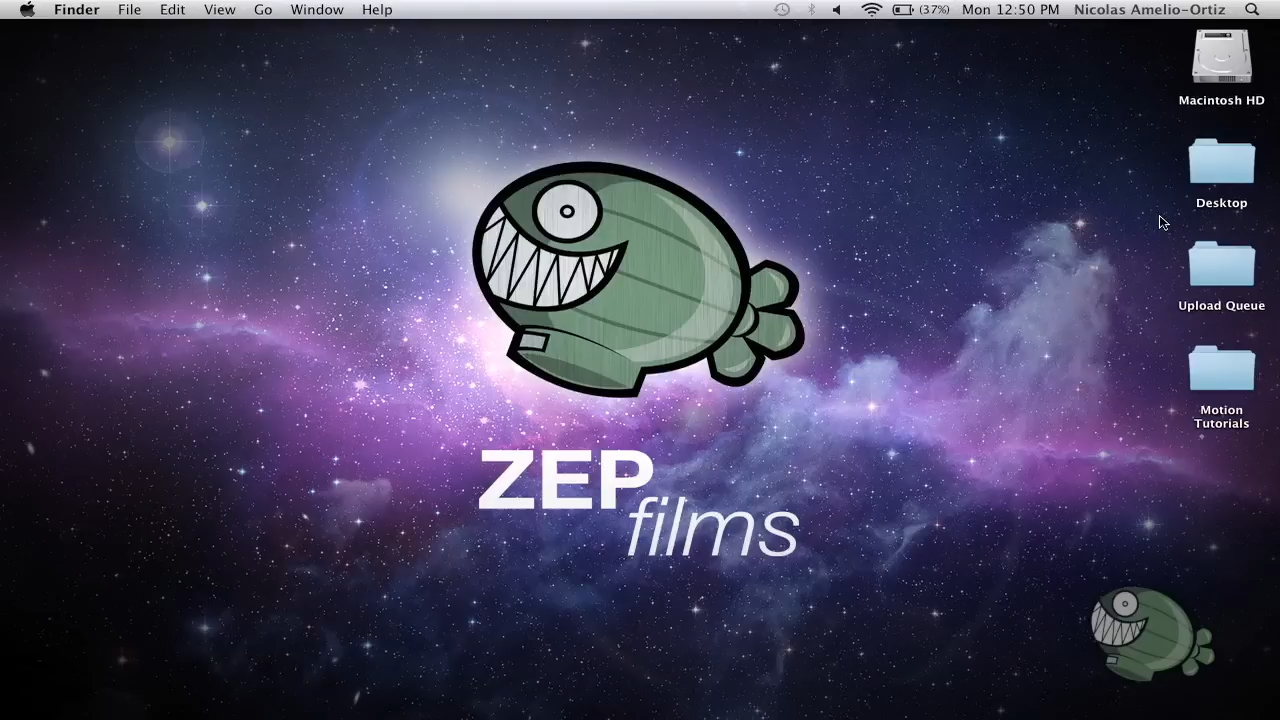 Finder File Edit View Go Window Help (37%) Mon 12:50 PM Nicolas Amelio-Ortiz
Macintosh HD
Desktop
Upload Queue
Motion
Tutorials
ZEP
films